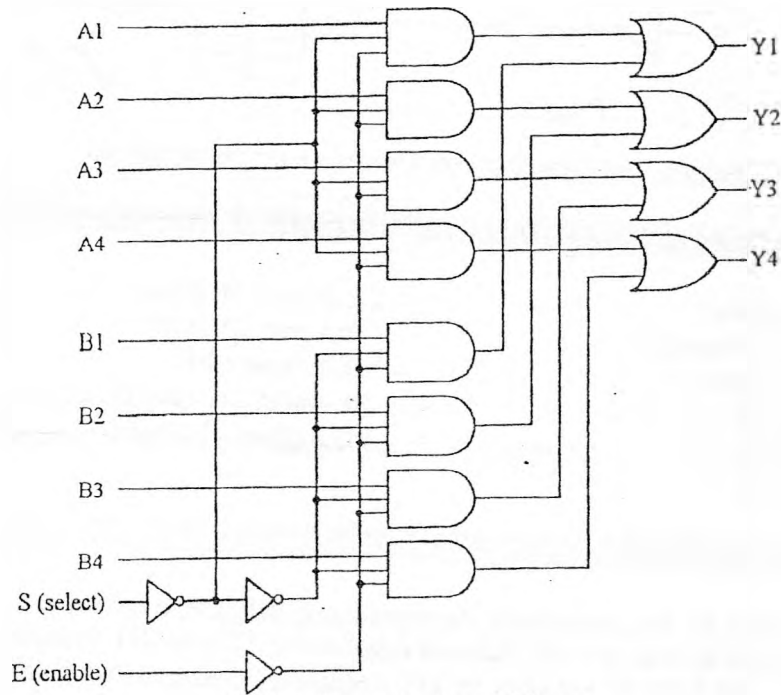 A1
Y1
A2
Y2
A3
Y3
A4
Y4
B1
B2
B3
B4
S (select)
E (enable)